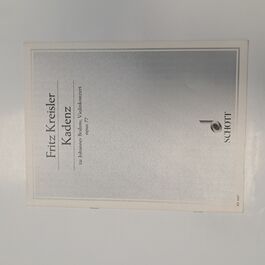 Fritz Kreisler
Kadenz
zu Johannes Brahms, Violinkonzert
opus 77
SCHOTT